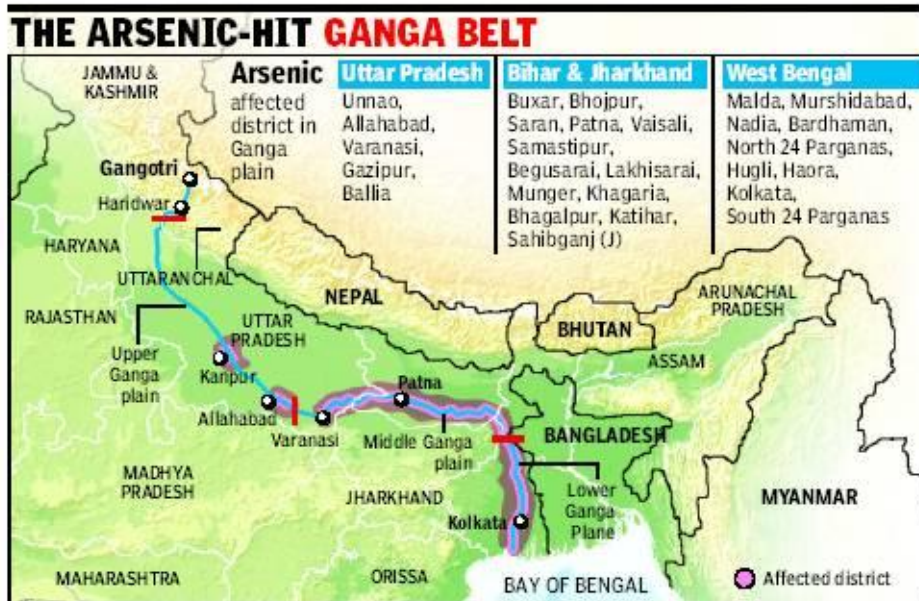 THE ARSENIC-HIT GANGA BELT
Arsenic
affected
district in
Ganga
plain
Uttar Pradesh
Unnao,
Allahabad,
Varanasi,
Gazipur,
Ballia
Bihar & Jharkhand
Buxar, Bhojpur,
Saran, Patna, Vaisali,
Samastipur,
Begusarai, Lakhisarai,
Munger, Khagaria,
Bhagalpur, Katihar,
Sahibganj (J)
West Bengal
Malda, Murshidabad,
Nadia, Bardhaman,
North 24 Parganas,
Hugli, Haora,
Kolkata,
South 24 Parganas
JAMMU &
KASHMIR
Gangotri
Haridwar
HARYANA
UTTARANCHAL
RAJASTHAN
NEPAL
BHUTAN
ARUNACHAL
PRADESH
UTTAR
PRADESH
ASSAM
Upper
Ganga
plain
Kanpur
Patna
Allahabad
Varanasi
Middle Ganga
plain
BANGLADESH
MADHYA
PRADESH
JHARKHAND
Lower
Ganga
Plane
MYANMAR
Kolkata
MAHARASHTRA
ORISSA
BAY OF BENGAL
Affected district